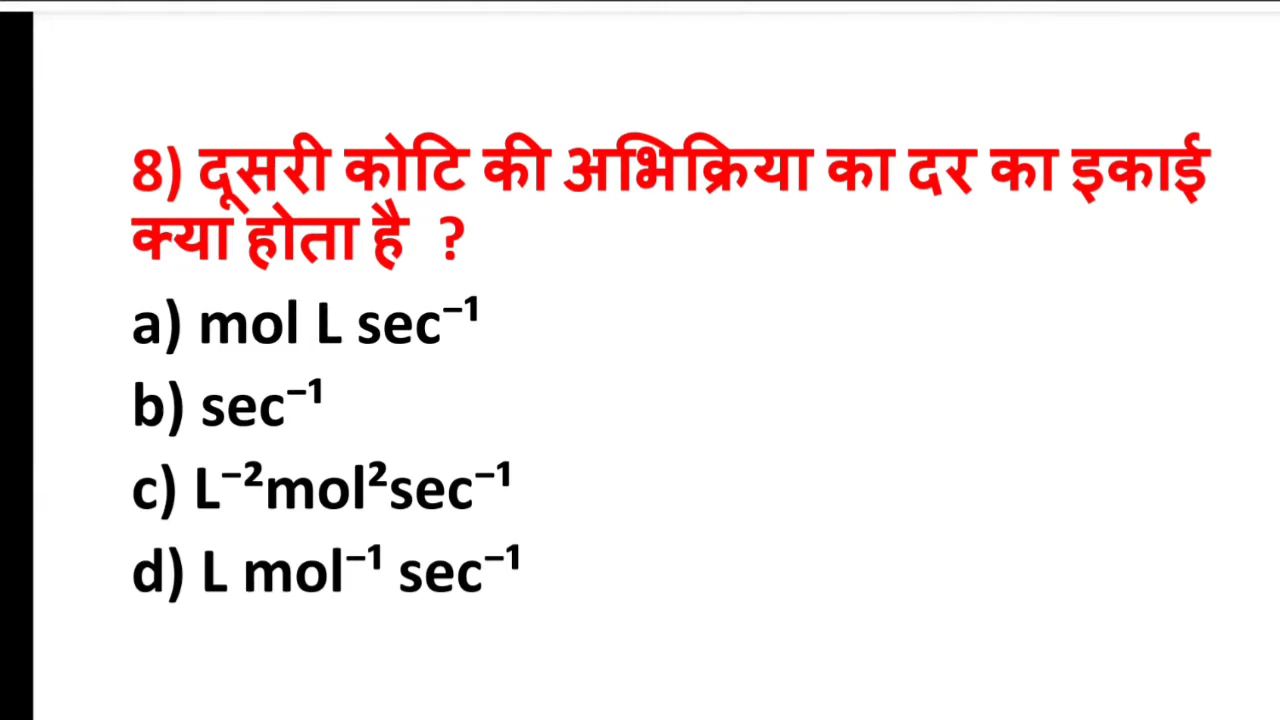 8) दूसरी कोटि की अभिक्रिया का दर का इकाई
क्या होता है ?
a) mol L sec⁻¹
b) sec⁻¹
c) L⁻²mol²sec⁻¹
d) L mol⁻¹ sec⁻¹